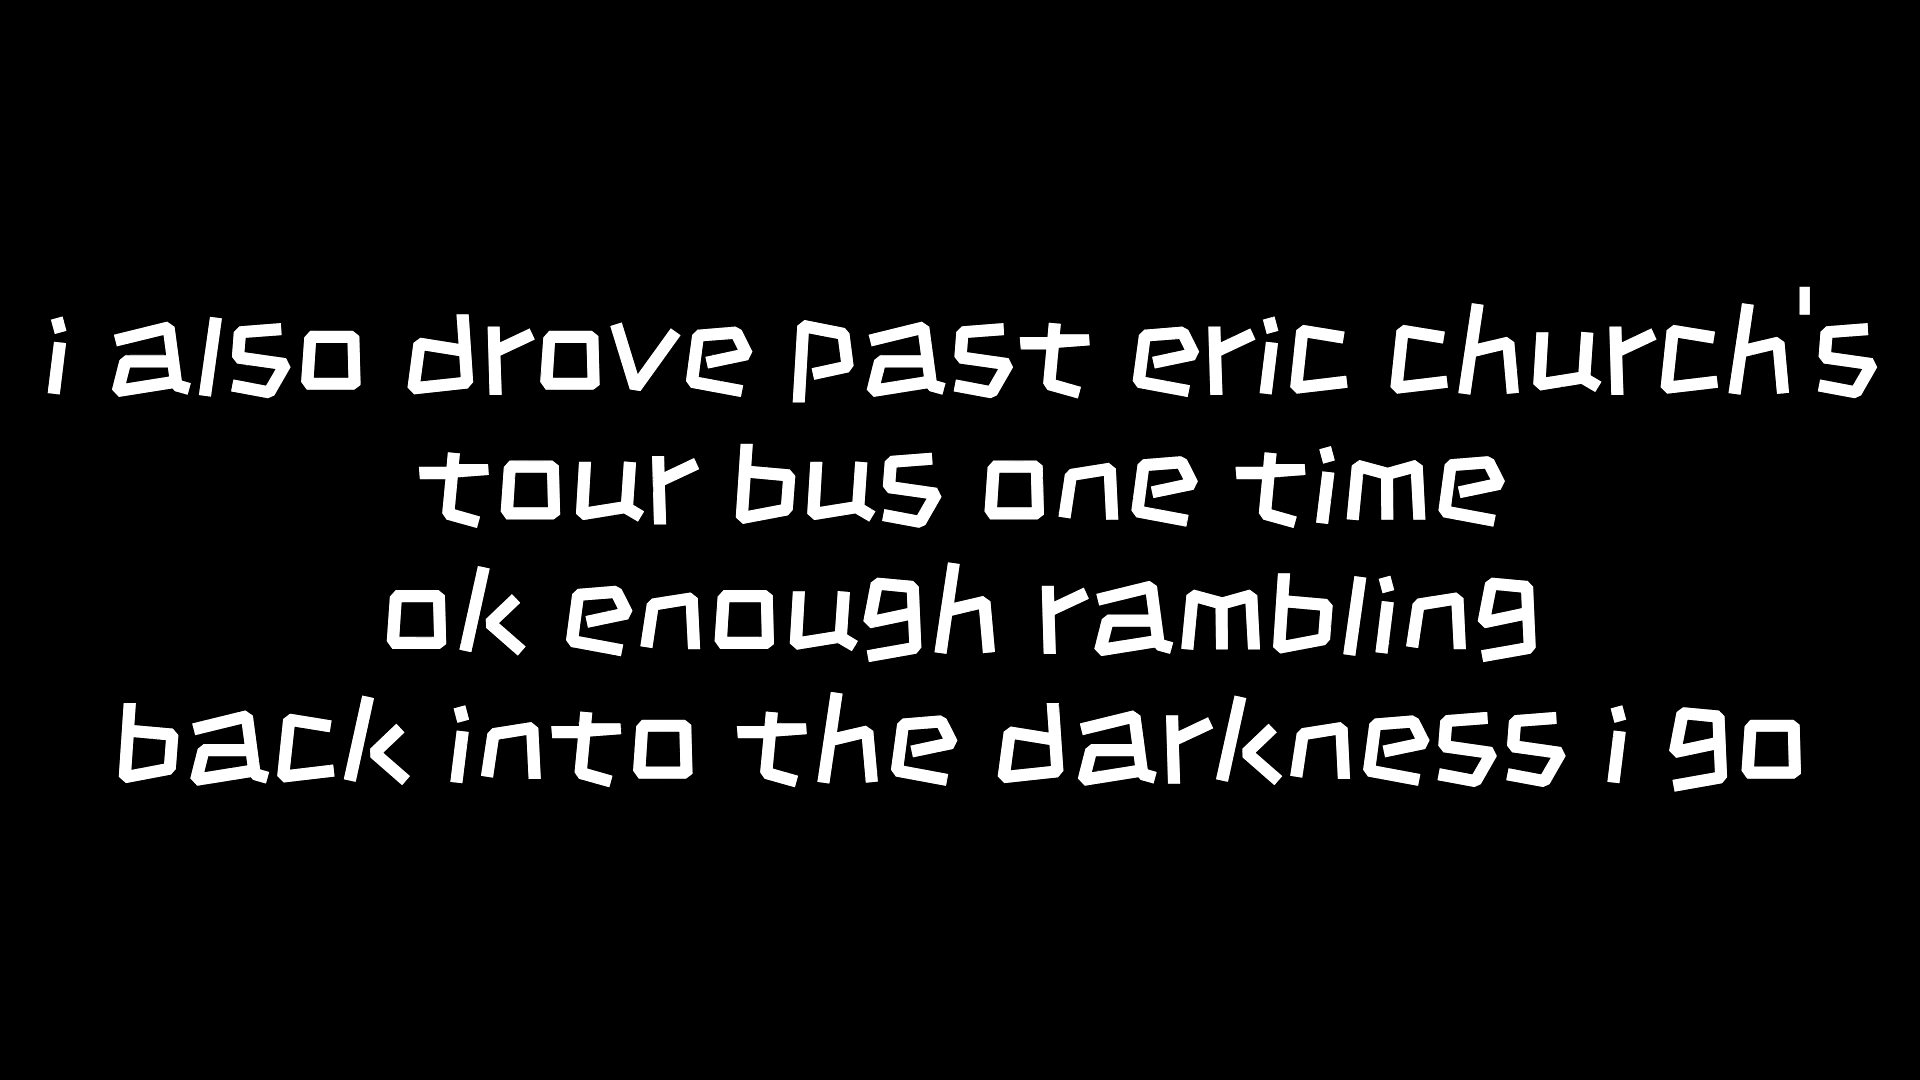 i also drove past eric church's
tour bus one time
ok enough rambling
back into the darkness i go